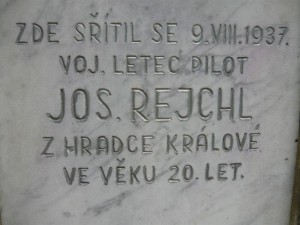 ZDE SŘÍTIL SE 9.VIII.1937.
VOJ. LETEC PILOT
JOS. REJCHL
Z HRADCE KRÁLOVÉ
VE VĚKU 20. LET.